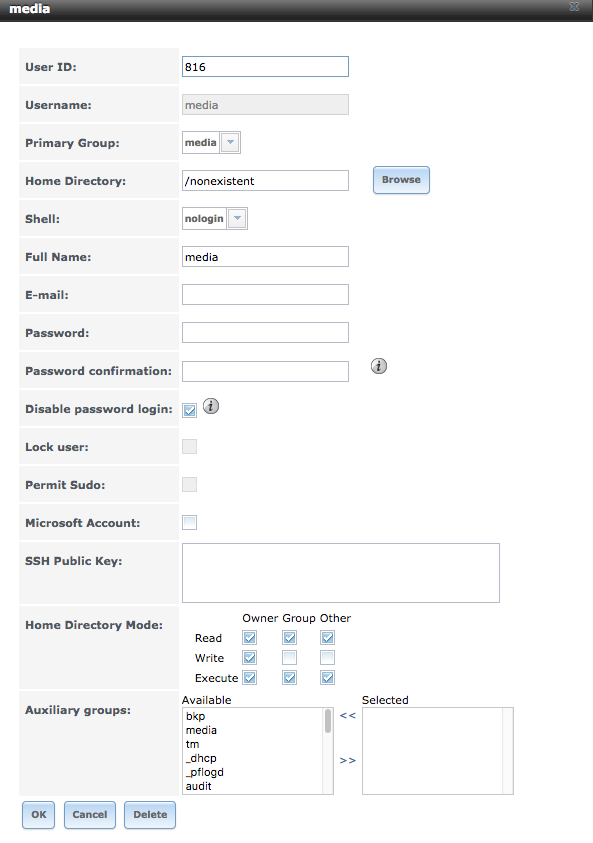 media
User ID: 816
Username: media
Primary Group: media
Home Directory: /nonexistent Browse
Shell: nologin
Full Name: media
E-mail:
Password:
Password confirmation: i
Disable password login: i
Lock user:
Permit Sudo:
Microsoft Account:
SSH Public Key:
Home Directory Mode:
Owner Group Other
Read
Write
Execute
Auxiliary groups:
Available Selected
bkp <<
media
tm
_dhcp >>
_pflogd
audit
OK Cancel Delete